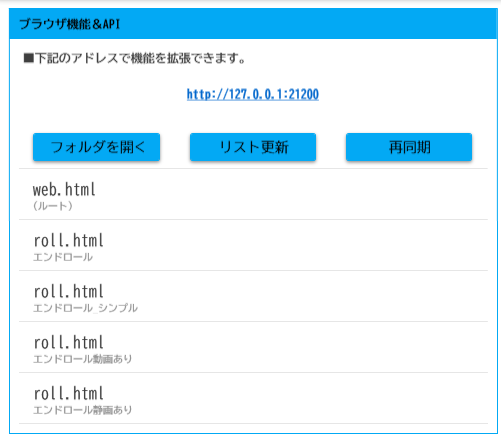 ブラウザ機能＆API
■下記のアドレスで機能を拡張できます。
http://127.0.0.1:21200
フォルダを開く リスト更新 再同期
web.html
(ルート)
roll.html
エンドロール
roll.html
エンドロール シンプル
roll.html
エンドロール動画あり
roll.html
エンドロール静画あり